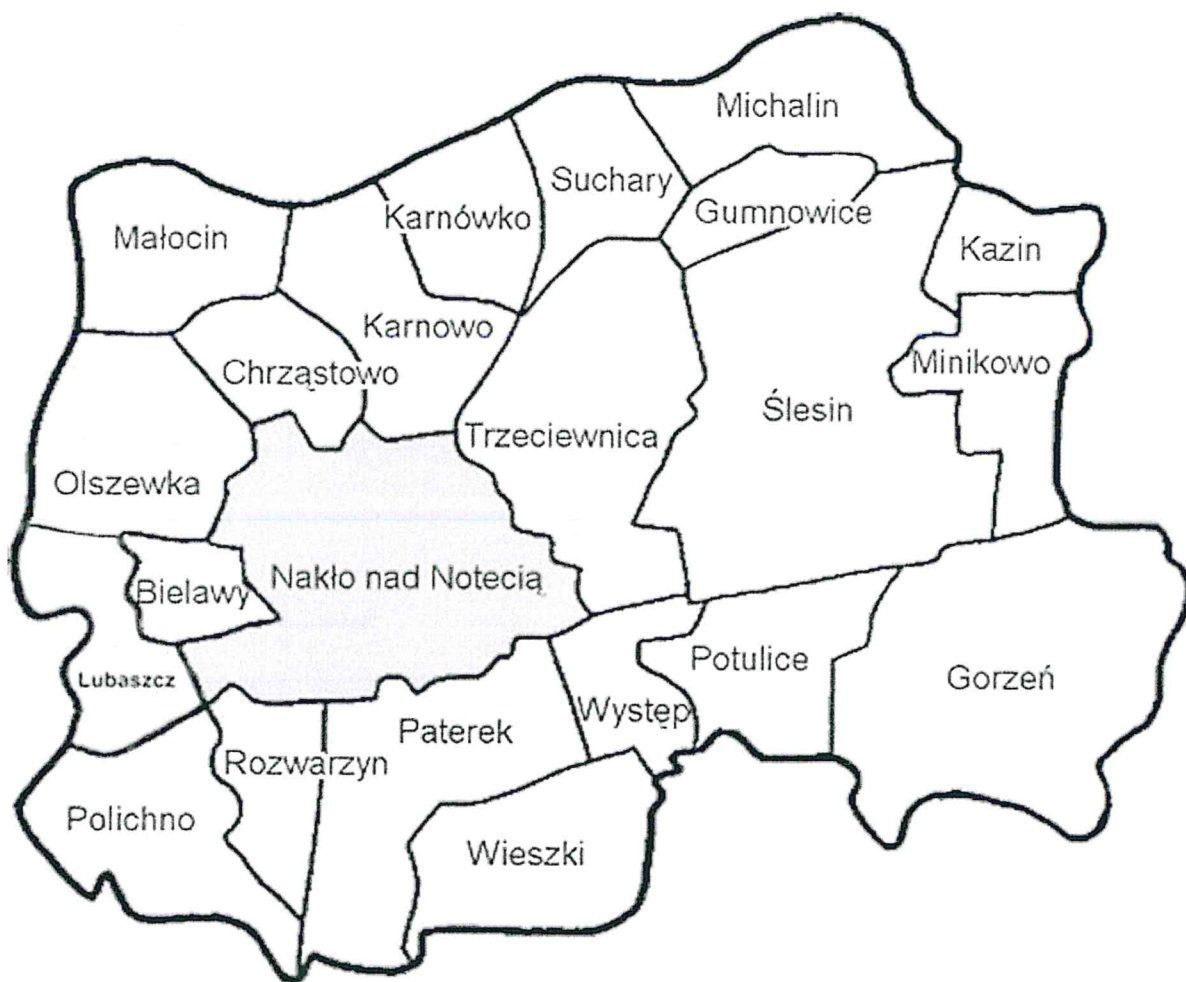 Michalin
Suchary
Karnówko
Gumnowice
Małocin
Kazin
Karnowo
Chrząstowo
Minikowo
Ślesin
Trzeciewnica
Olszewka
Nakło nad Notecią
Bielawy
Potulice
Lubaszcz
Gorzeń
Występ
Paterek
Rozwarzyn
Polichno
Wieszki